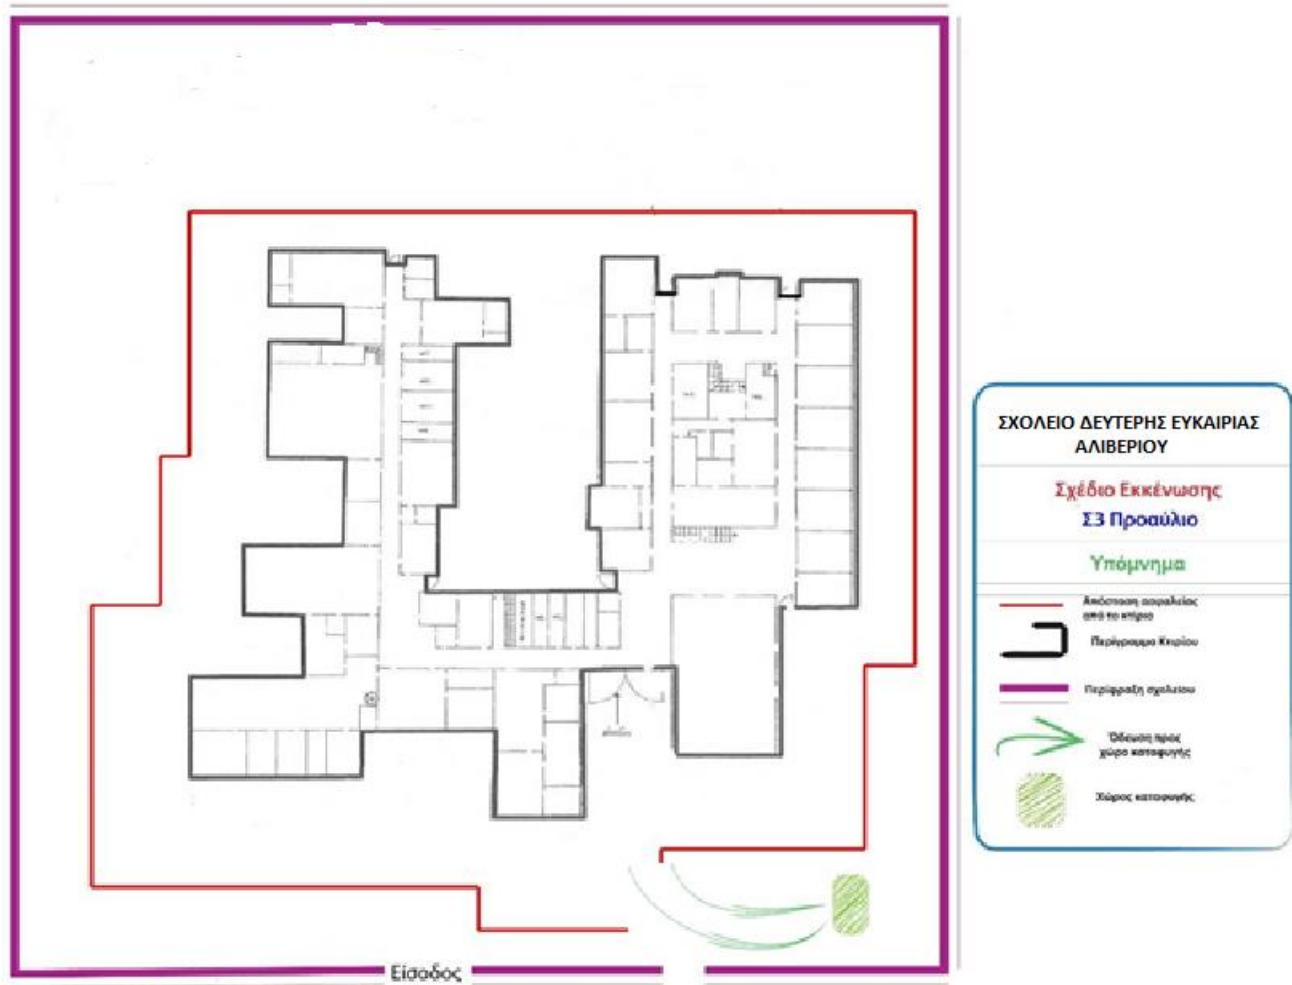 ΣΧΟΛΕΙΟ ΔΕΥΤΕΡΗΣ ΕΥΚΑΙΡΙΑΣ
ΑΛΙΒΕΡΙΟΥ
Σχέδιο Εκκένωσης
Σ3 Προαύλιο
Υπόμνημα
Απόσταση ασφαλείας
από το κτίριο
Περίγραμμα Κτιρίου
Περίφραξη σχολείου
Όδευση προς
χώρο καταφυγής
Χώρος καταφυγής
Είσοδος